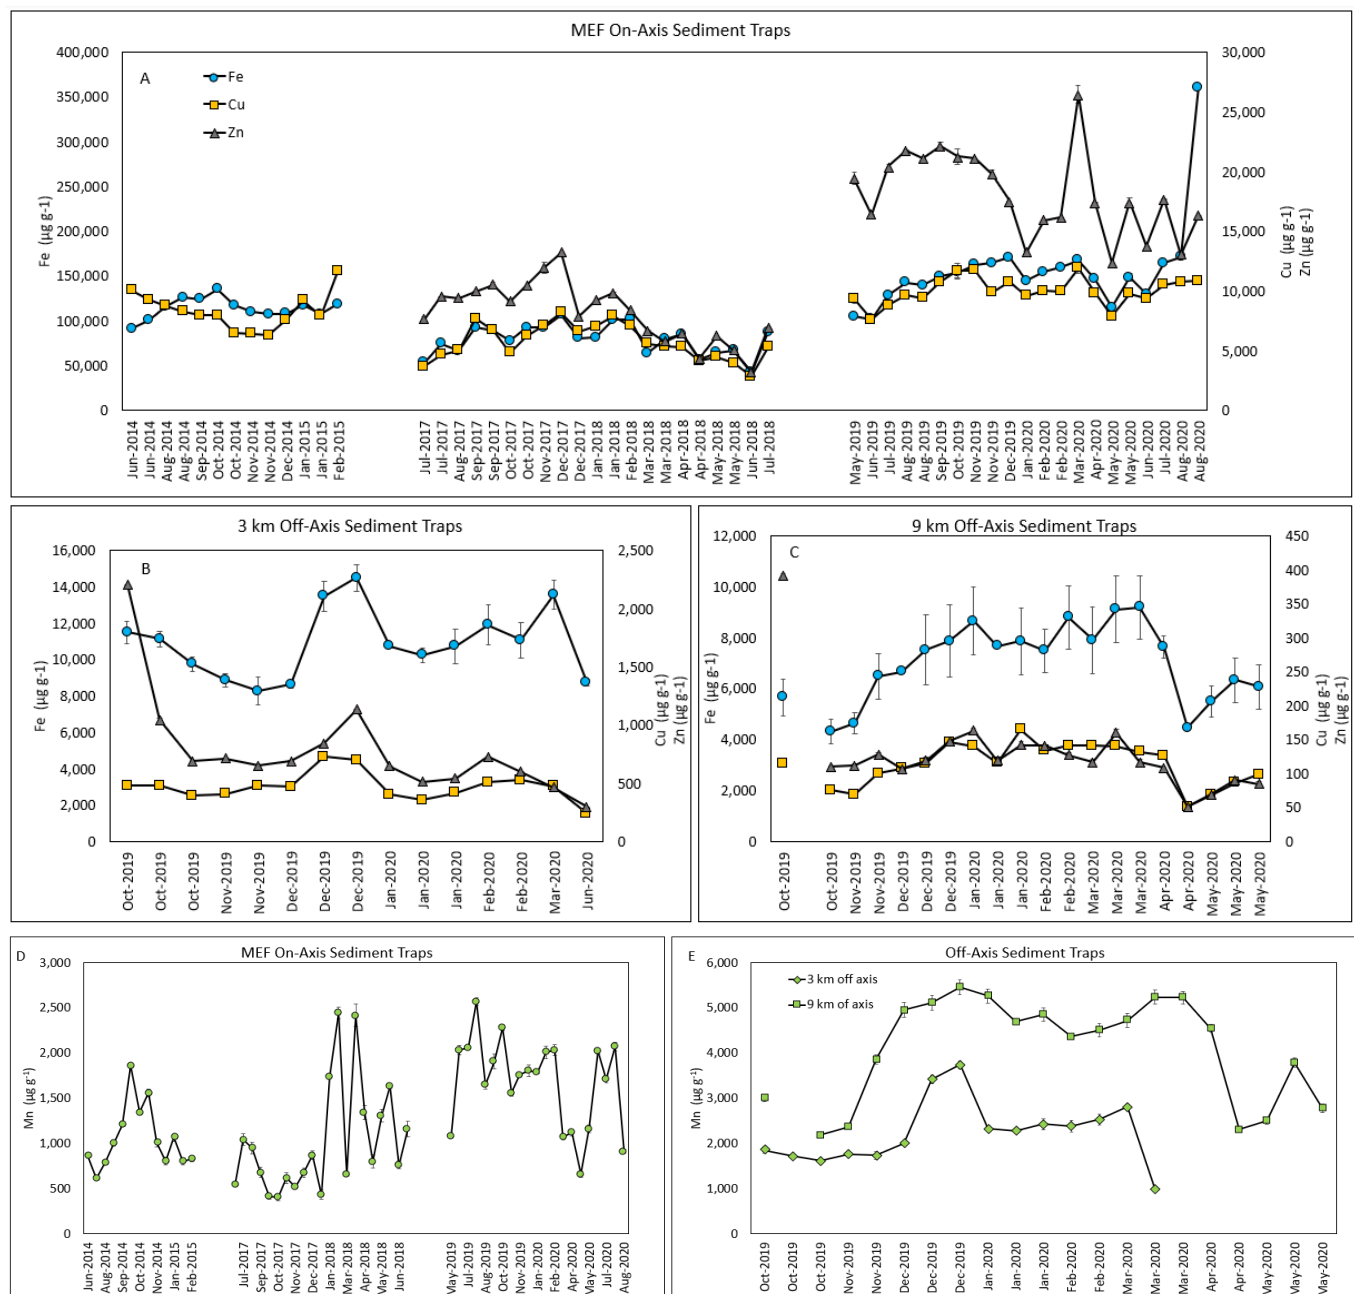 MEF On-Axis Sediment Traps
A
Fe
Cu
Zn
400,000
350,000
300,000
250,000
200,000
150,000
100,000
50,000
0
Fe (µg g-1)
30,000
25,000
20,000
15,000
10,000
5,000
0
Cu (µg g-1)
Zn (µg g-1)
Jun-2014
Jun-2014
Aug-2014
Aug-2014
Sep-2014
Oct-2014
Oct-2014
Nov-2014
Nov-2014
Dec-2014
Jan-2015
Jan-2015
Feb-2015
Jul-2017
Jul-2017
Aug-2017
Sep-2017
Sep-2017
Oct-2017
Oct-2017
Nov-2017
Dec-2017
Dec-2017
Jan-2018
Jan-2018
Feb-2018
Mar-2018
Mar-2018
Apr-2018
Apr-2018
May-2018
May-2018
Jun-2018
Jul-2018
May-2019
Jun-2019
Jul-2019
Aug-2019
Aug-2019
Sep-2019
Oct-2019
Nov-2019
Nov-2019
Dec-2019
Jan-2020
Feb-2020
Feb-2020
Mar-2020
Apr-2020
May-2020
May-2020
Jun-2020
Jul-2020
Aug-2020
Aug-2020
3 km Off-Axis Sediment Traps
B
16,000
14,000
12,000
10,000
8,000
6,000
4,000
2,000
0
Fe (µg g-1)
2,500
2,000
1,500
1,000
500
0
Cu (µg g-1)
Zn (µg g-1)
Oct-2019
Oct-2019
Oct-2019
Nov-2019
Nov-2019
Dec-2019
Dec-2019
Dec-2019
Jan-2020
Jan-2020
Jan-2020
Feb-2020
Feb-2020
Mar-2020
Jun-2020
9 km Off-Axis Sediment Traps
C
12,000
10,000
8,000
6,000
4,000
2,000
0
Fe (µg g-1)
450
400
350
300
250
200
150
100
50
0
Cu (µg g-1)
Zn (µg g-1)
Oct-2019
Oct-2019
Nov-2019
Nov-2019
Dec-2019
Dec-2019
Dec-2019
Jan-2020
Jan-2020
Jan-2020
Feb-2020
Feb-2020
Mar-2020
Mar-2020
Mar-2020
Apr-2020
Apr-2020
May-2020
May-2020
May-2020
D
MEF On-Axis Sediment Traps
3,000
2,500
2,000
1,500
1,000
500
0
Mn (µg g-1)
Jun-2014
Aug-2014
Sep-2014
Oct-2014
Nov-2014
Jan-2015
Feb-2015
Jul-2017
Sep-2017
Oct-2017
Nov-2017
Dec-2017
Jan-2018
Mar-2018
Apr-2018
May-2018
Jun-2018
May-2019
Jul-2019
Aug-2019
Oct-2019
Nov-2019
Jan-2020
Feb-2020
Apr-2020
May-2020
Jul-2020
Aug-2020
E
Off-Axis Sediment Traps
3 km off axis
9 km of axis
6,000
5,000
4,000
3,000
2,000
1,000
0
Mn (µg g-1)
Oct-2019
Oct-2019
Oct-2019
Nov-2019
Nov-2019
Dec-2019
Dec-2019
Dec-2019
Jan-2020
Jan-2020
Jan-2020
Feb-2020
Feb-2020
Mar-2020
Mar-2020
Mar-2020
Apr-2020
Apr-2020
May-2020
May-2020
May-2020